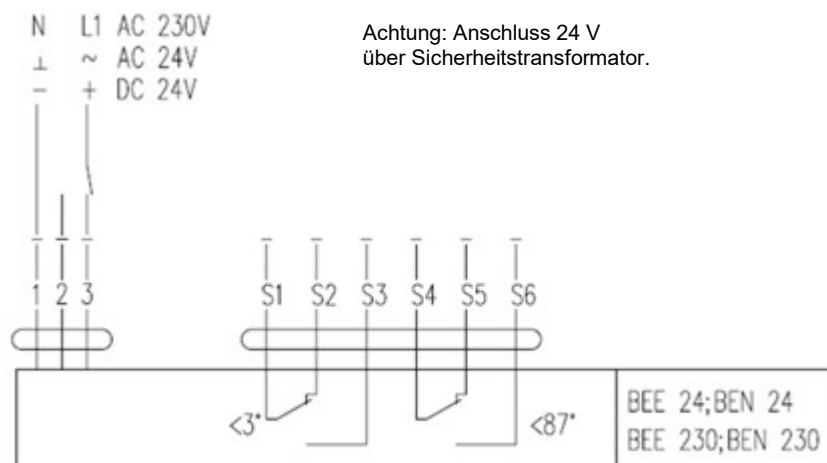 N L1 AC 230V
⊥ ~ AC 24V
− + DC 24V
Achtung: Anschluss 24 V
über Sicherheitstransformator.
1 2 3 S1 S2 S3 S4 S5 S6
<3° <87°
BEE 24;BEN 24
BEE 230;BEN 230